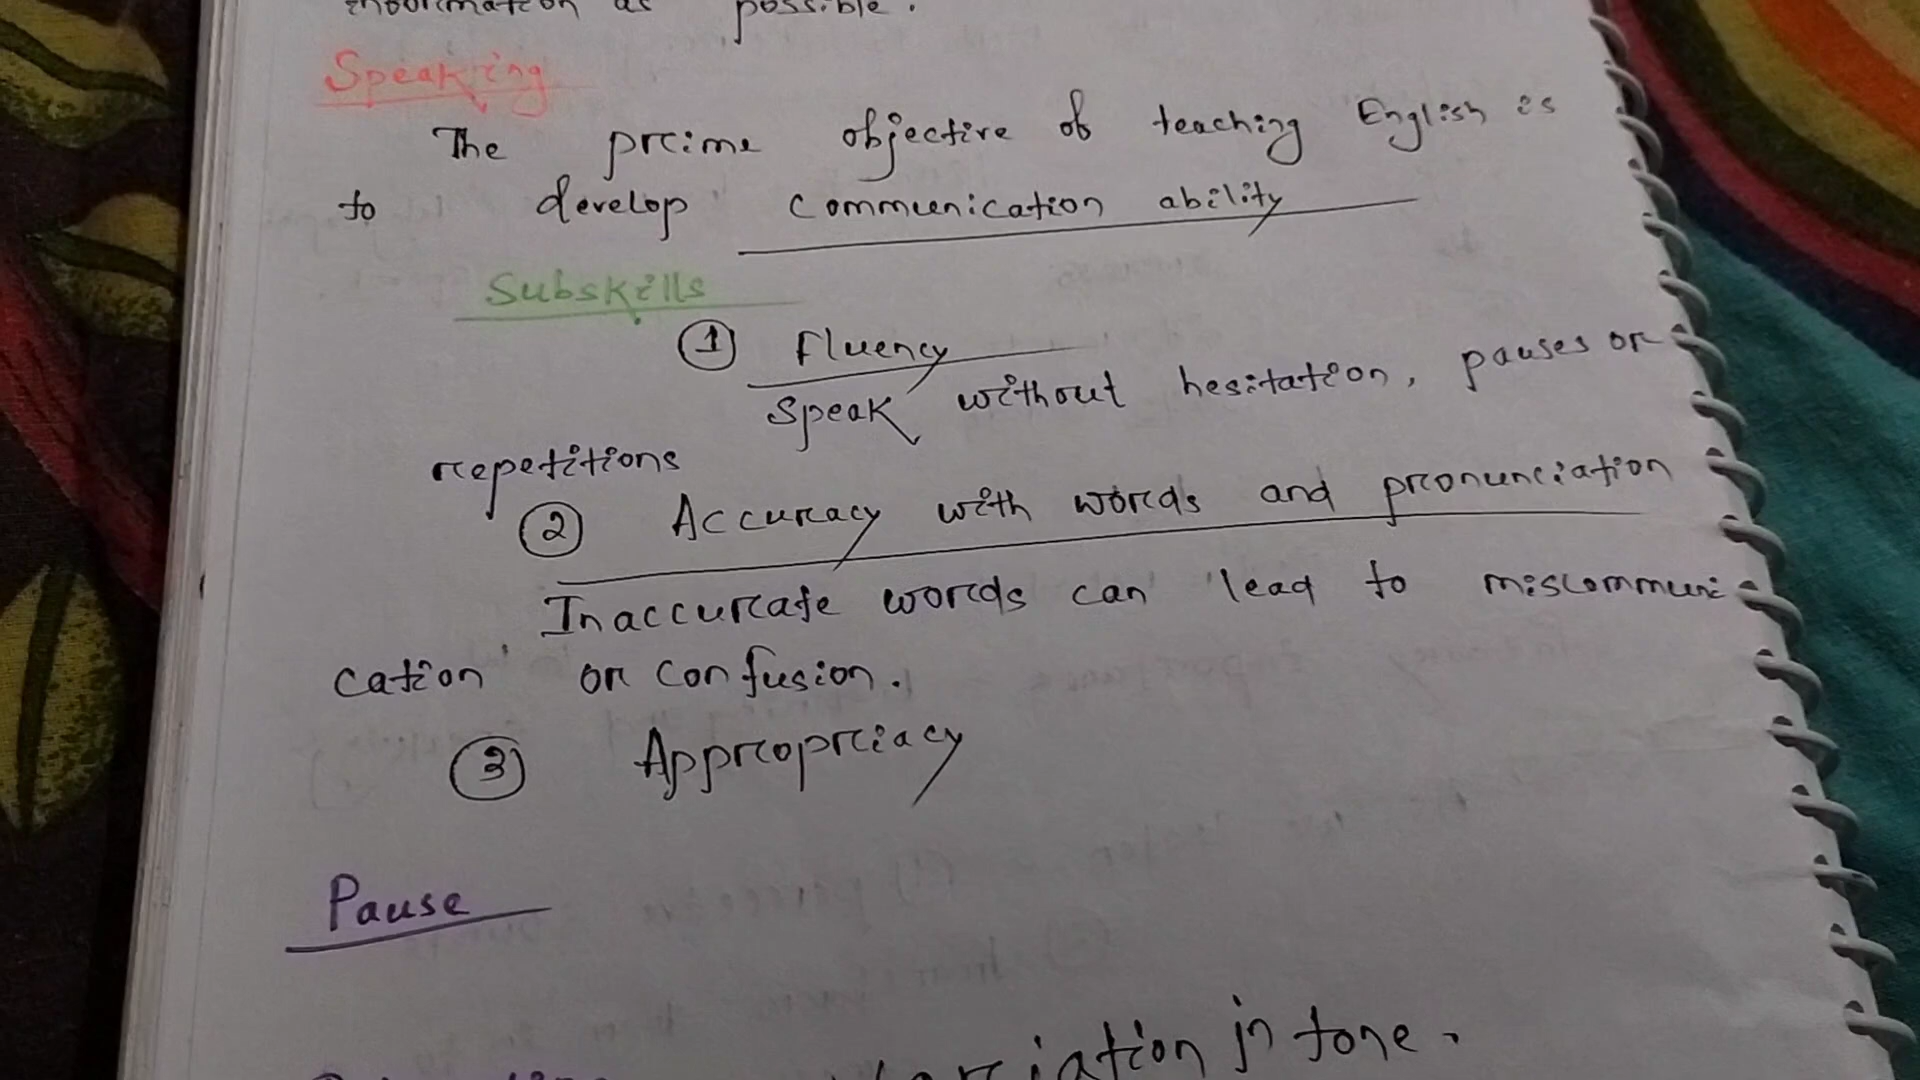 information as possible.
Speaking
The prime objective of teaching English is
to develop communication ability
Subskills
① Fluency
Speak without hesitation, pauses or
repetitions
② Accuracy with words and pronunciation
Inaccurate words can lead to miscommuni
cation or confusion.
③ Appropriacy
Pause
in tone.